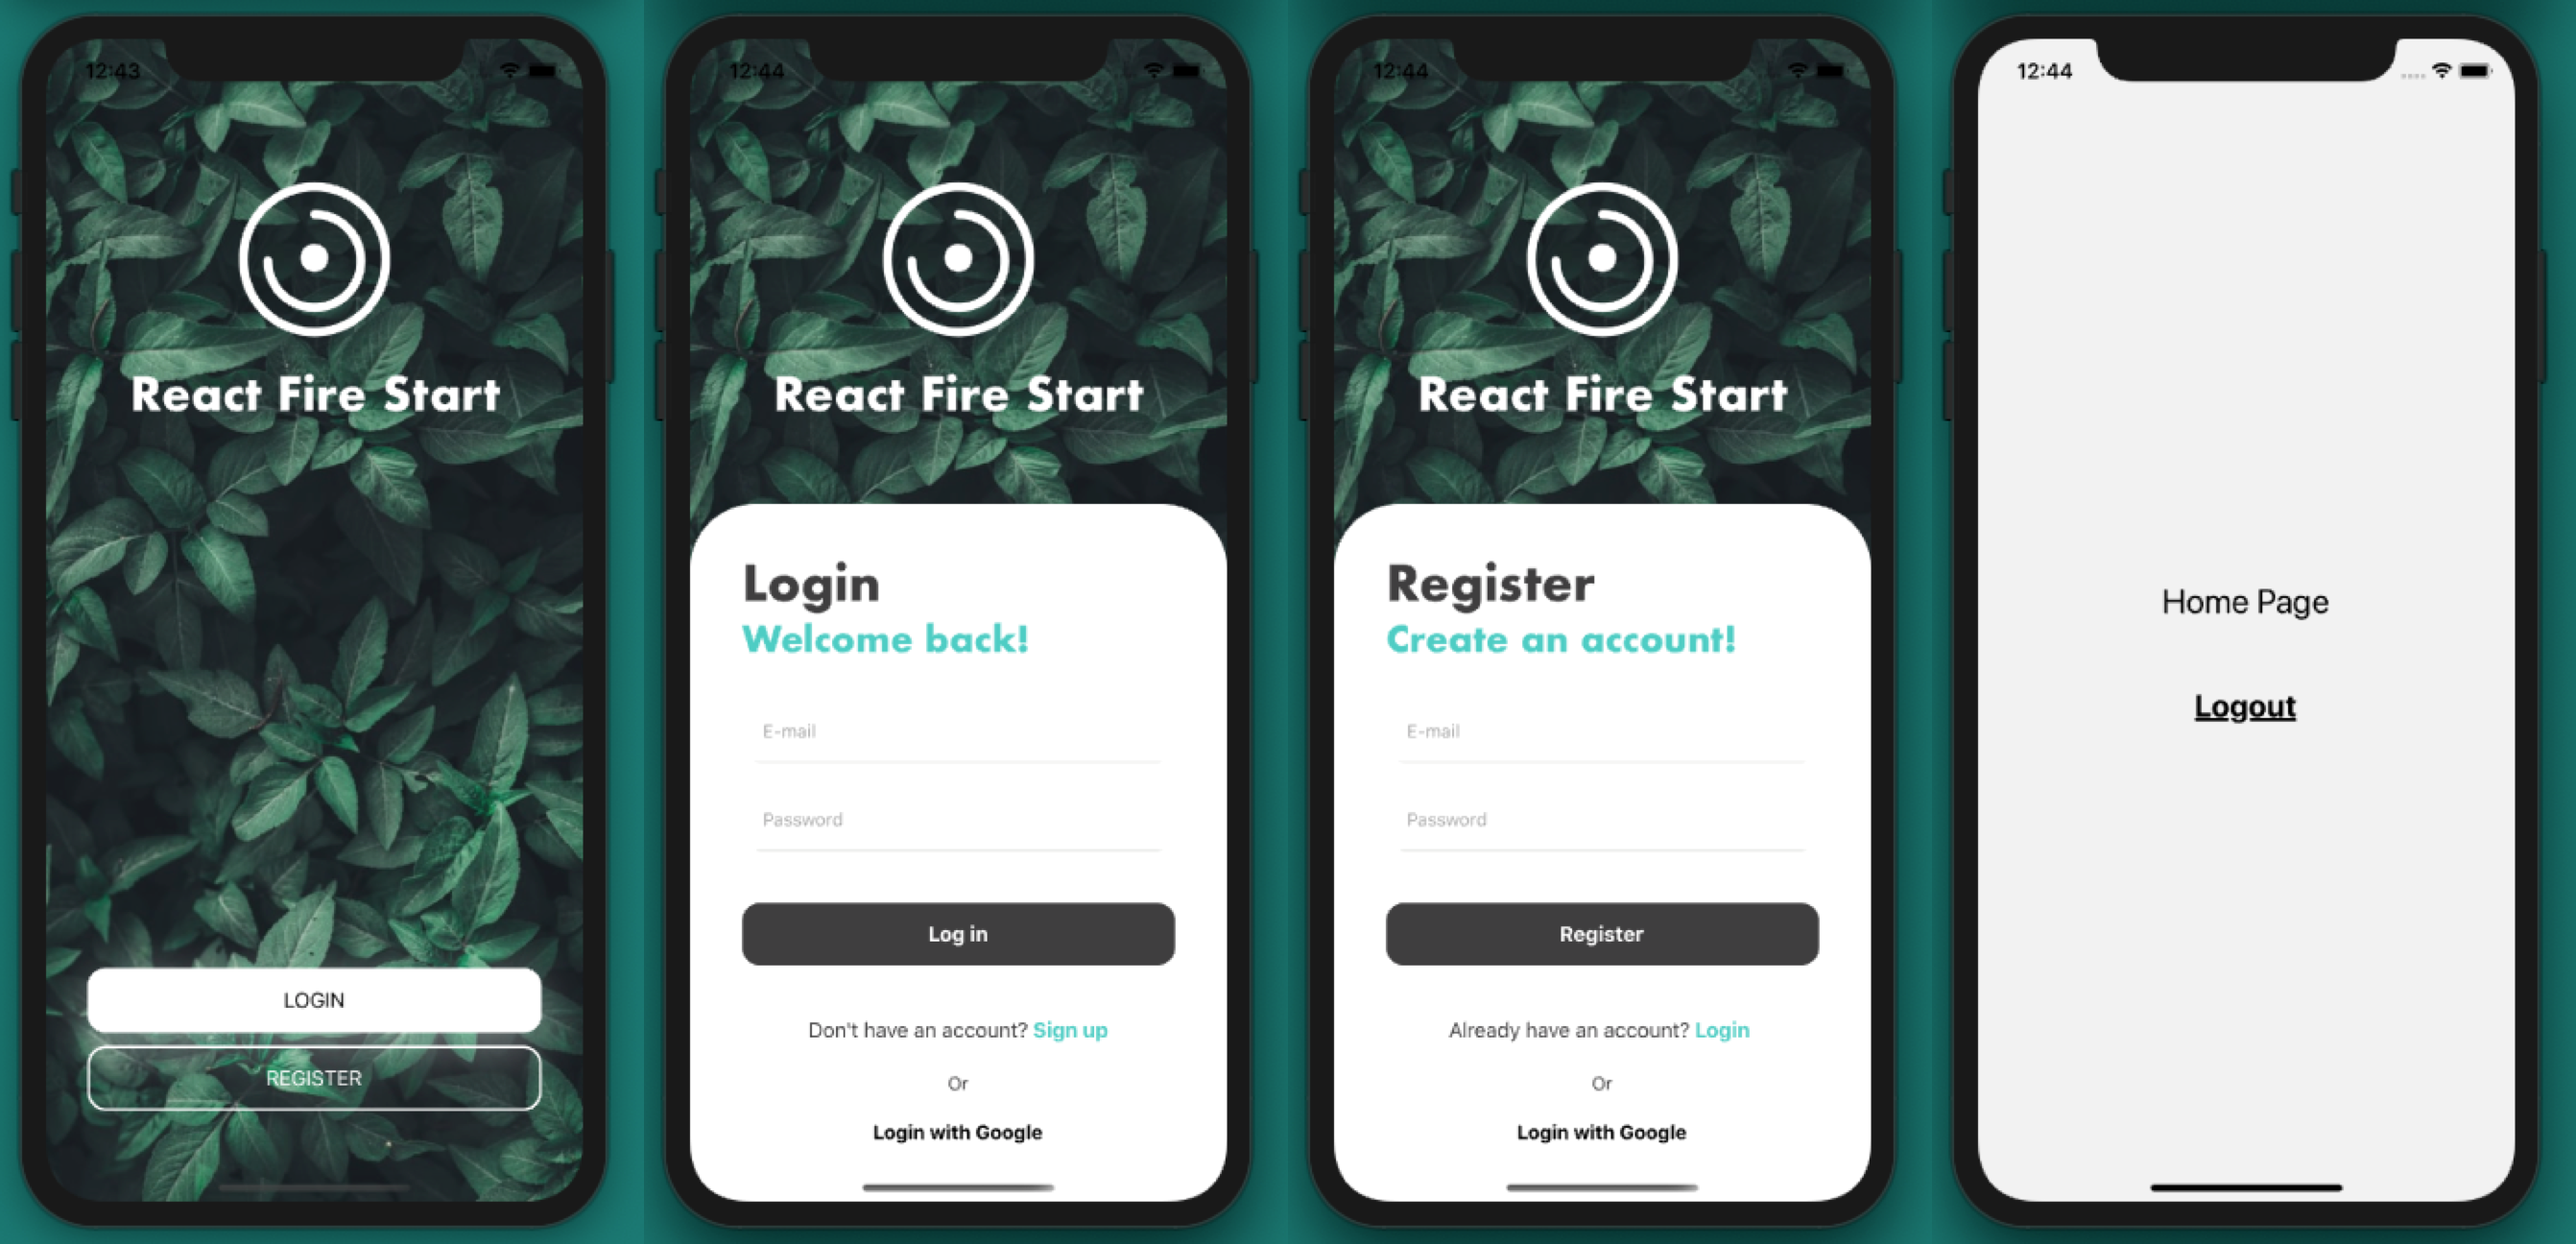 12:43
React Fire Start
LOGIN
REGISTER
12:44
React Fire Start
Login
Welcome back!
E-mail
Password
Log in
Don't have an account? Sign up
Or
Login with Google
12:44
React Fire Start
Register
Create an account!
E-mail
Password
Register
Already have an account? Login
Or
Login with Google
12:44
Home Page
Logout